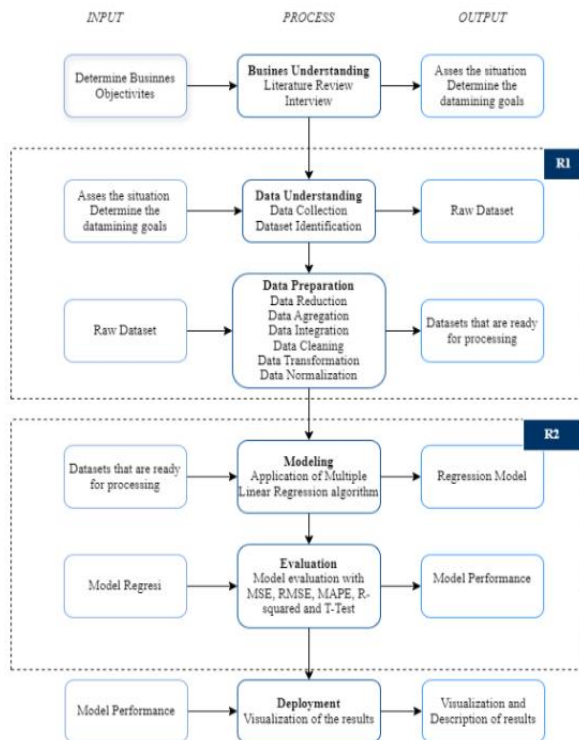 INPUT PROCESS OUTPUT
Determine Businnes
Objectivites
Busines Understanding
Literature Review
Interview
Asses the situation
Determine the
datamining goals
R1
Asses the situation
Determine the
datamining goals
Data Understanding
Data Collection
Dataset Identification
Raw Dataset
Raw Dataset
Data Preparation
Data Reduction
Data Agregation
Data Integration
Data Cleaning
Data Transformation
Data Normalization
Datasets that are ready
for processing
R2
Datasets that are ready
for processing
Modeling
Application of Multiple
Linear Regression algorithm
Regression Model
Model Regresi
Evaluation
Model evaluation with
MSE, RMSE, MAPE, R-
squared and T-Test
Model Performance
Model Performance
Deployment
Visualization of the results
Visualization and
Description of results